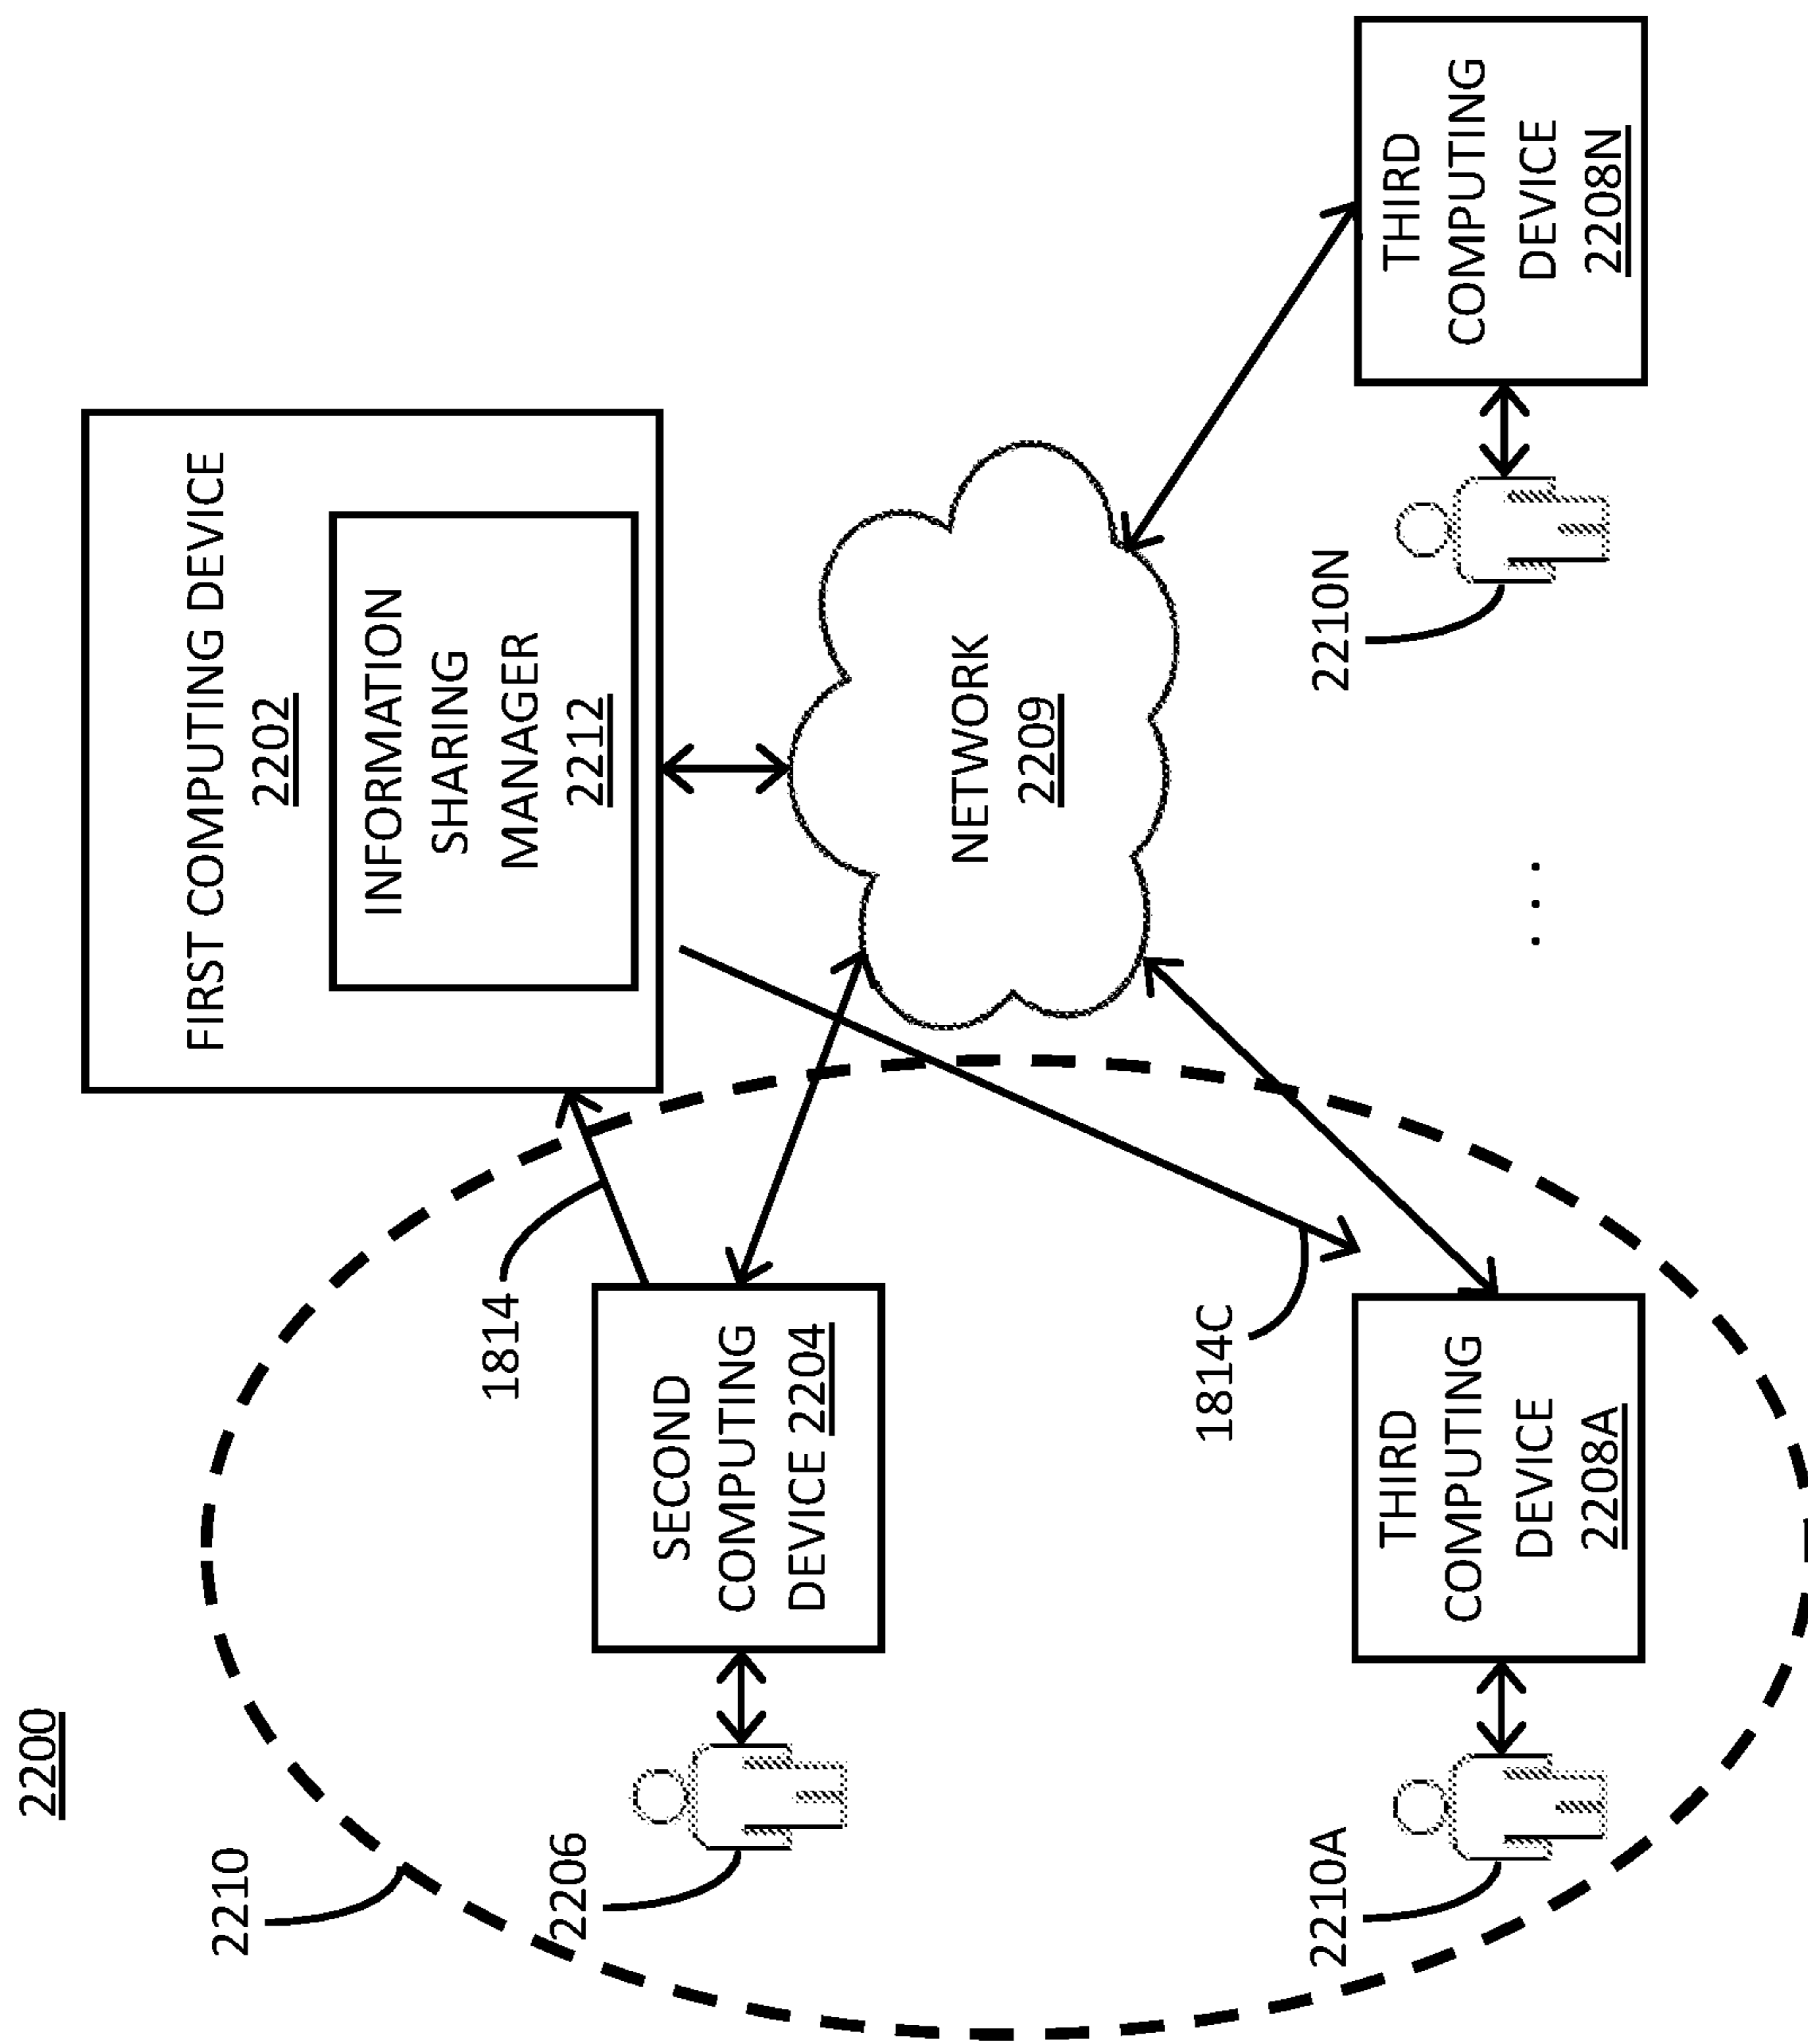 2200
FIRST COMPUTING DEVICE
2202
INFORMATION
SHARING
MANAGER
2212
2210
1814
2206
SECOND
COMPUTING
DEVICE 2204
NETWORK
2209
1814C
2210A
THIRD
COMPUTING
DEVICE
2208A
...
2210N
THIRD
COMPUTING
DEVICE
2208N